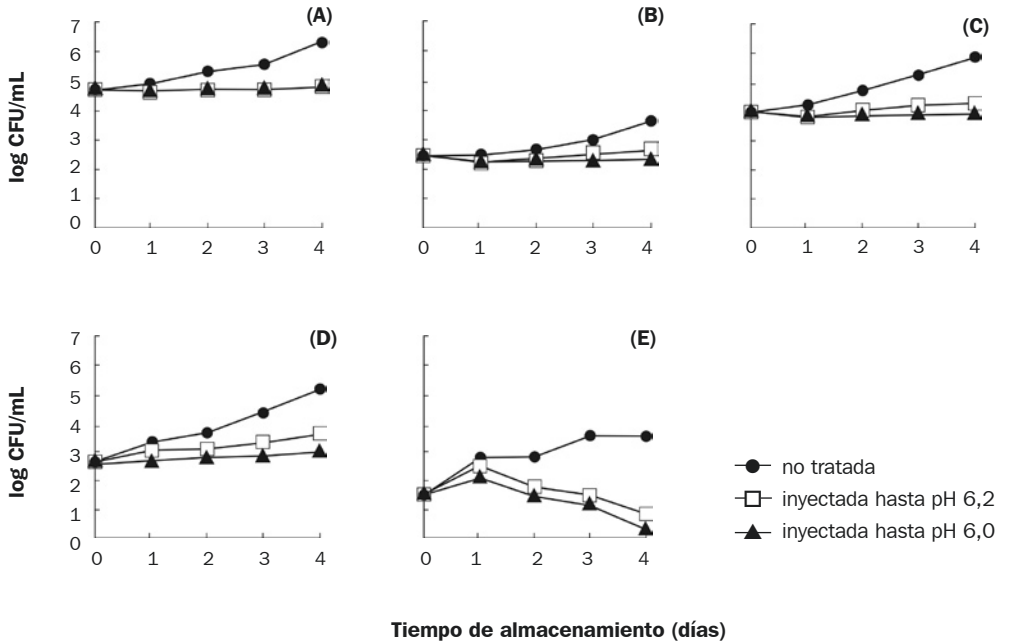 (A)
(B)
(C)
log CFU/mL
7
6
5
4
3
2
1
0
0 1 2 3 4
0 1 2 3 4
0 1 2 3 4
(D)
(E)
log CFU/mL
7
6
5
4
3
2
1
0
0 1 2 3 4
0 1 2 3 4
no tratada
inyectada hasta pH 6,2
inyectada hasta pH 6,0
Tiempo de almacenamiento (días)